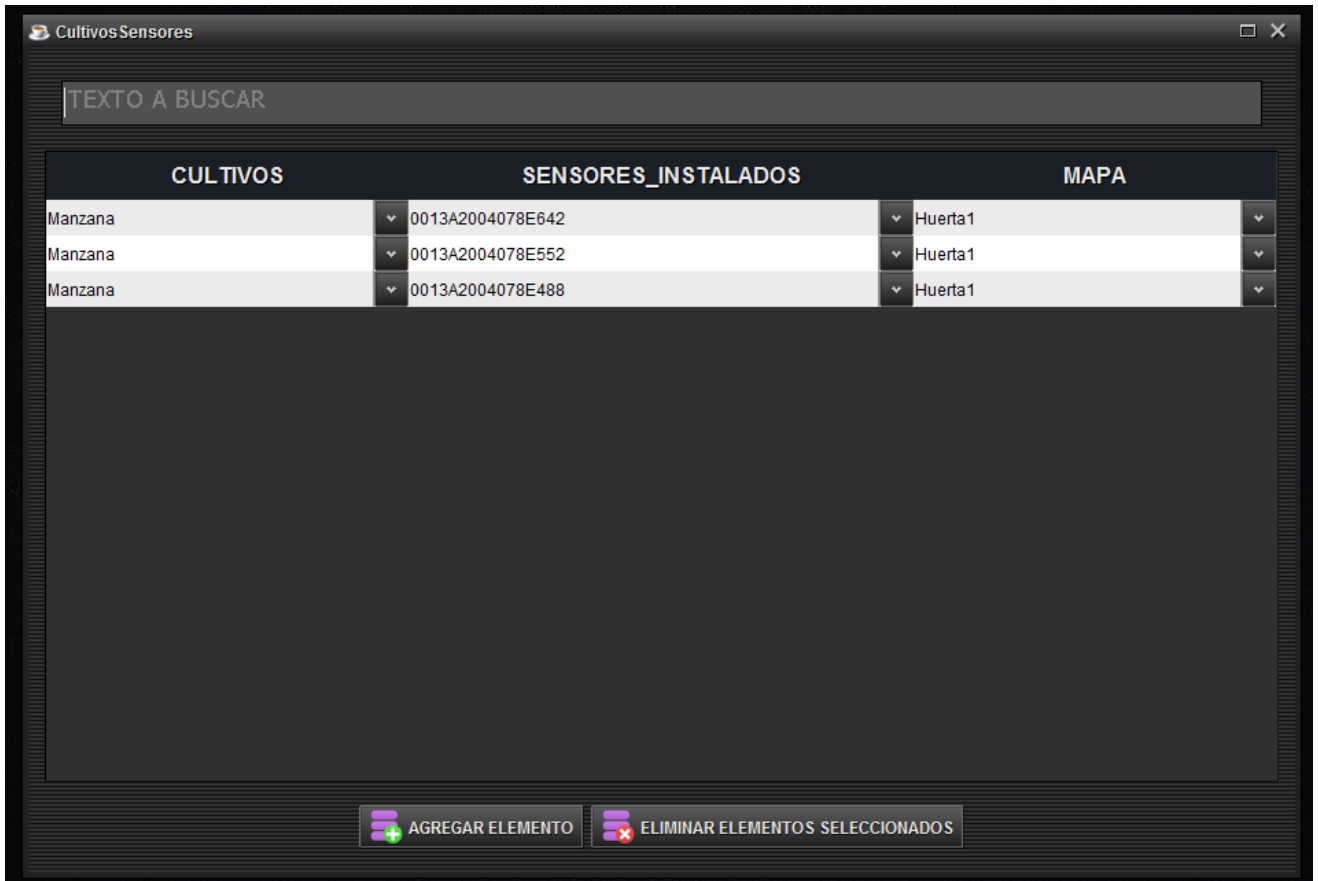 CultivosSensores
TEXTO A BUSCAR
CULTIVOS SENSORES_INSTALADOS MAPA
Manzana 0013A2004078E642 Huerta1
Manzana 0013A2004078E552 Huerta1
Manzana 0013A2004078E488 Huerta1
AGREGAR ELEMENTO ELIMINAR ELEMENTOS SELECCIONADOS